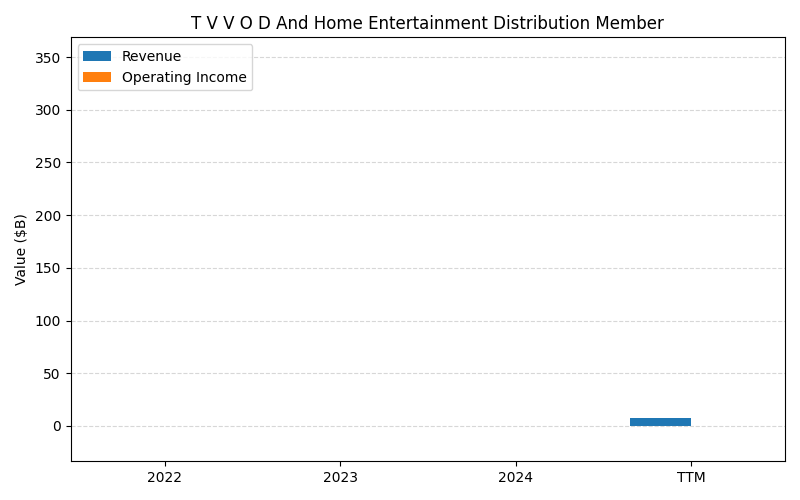 T V V O D And Home Entertainment Distribution Member
Revenue
Operating Income
Value ($B)
350
300
250
200
150
100
50
0
2022 2023 2024 TTM